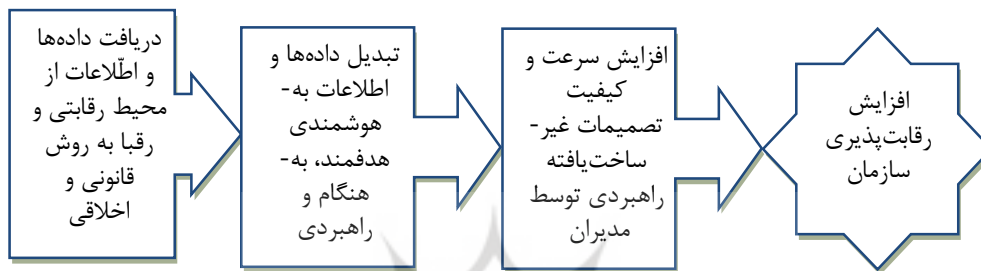 دریافت داده‌ها
و اطّلاعات از
محیط رقابتی و
رقبا به روش
قانونی و
اخلاقی
تبدیل داده‌ها و
اطلاعات به-
هوشمندی
هدفمند، به-
هنگام و
راهبردی
افزایش سرعت و
کیفیت
تصمیمات غیر-
ساخت‌یافته
راهبردی توسط
مدیران
افزایش
رقابت‌پذیری
سازمان